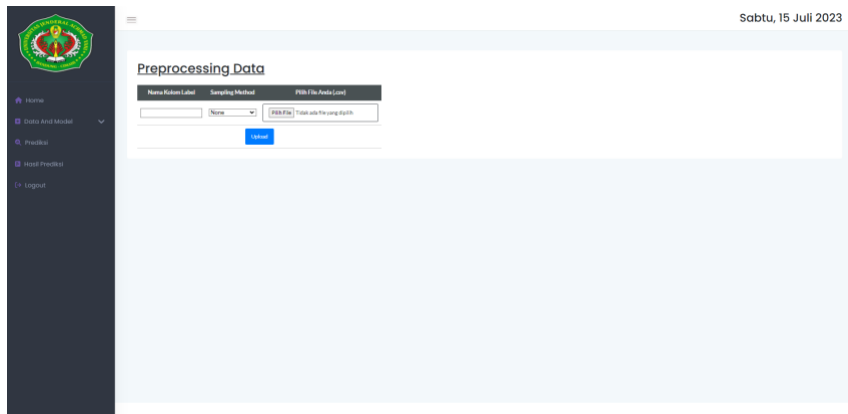 Sabtu, 15 Juli 2023
Home
Data And Model
Prediksi
Hasil Prediksi
Logout
Preprocessing Data
Nama Kolom Label Sampling Method Pilih File Anda (.csv)
None Pilih File Tidak ada file yang dipilih
Upload